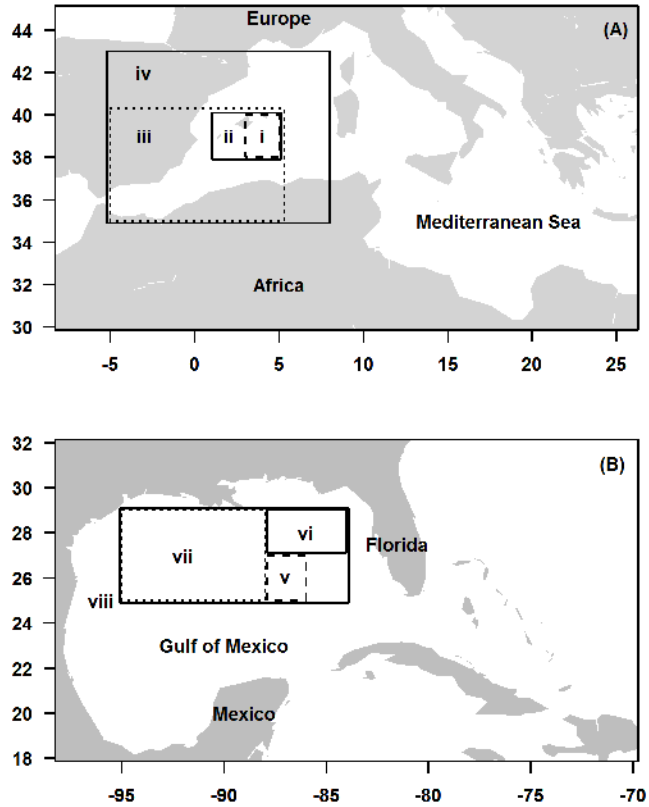 Europe
(A)
44
42
40
38
36
34
32
30
iv
iii
ii
i
Mediterranean Sea
Africa
-5
0
5
10
15
20
25
32
30
28
26
24
22
20
18
(B)
vi
vii
Florida
v
viii
Gulf of Mexico
Mexico
-95
-90
-85
-80
-75
-70